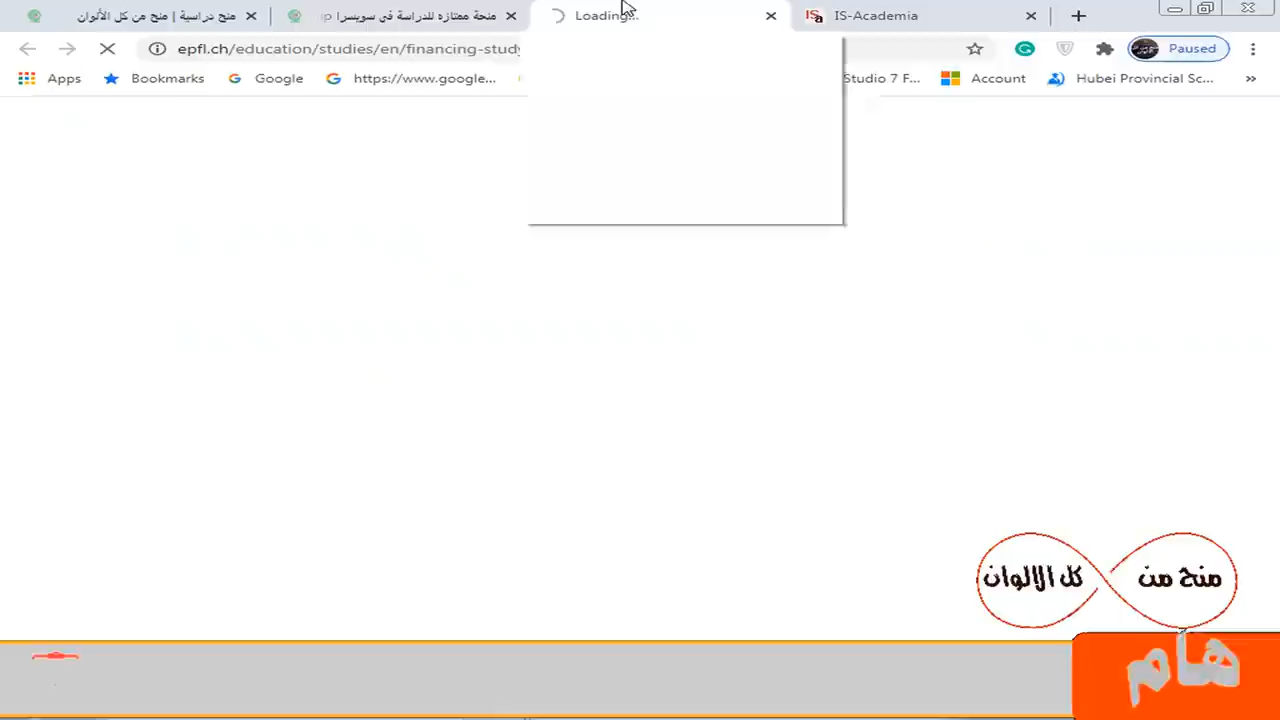 منح دراسية | منح من كل الألوان
منحة ممتازه للدراسة في سويسرا ip
Loading...
IS-Academia
epfl.ch/education/studies/en/financing-study
Paused
Apps
Bookmarks
Google
https://www.google...
Studio 7 F...
Account
Hubei Provincial Sc...
»
منح من كل الالوان
هام